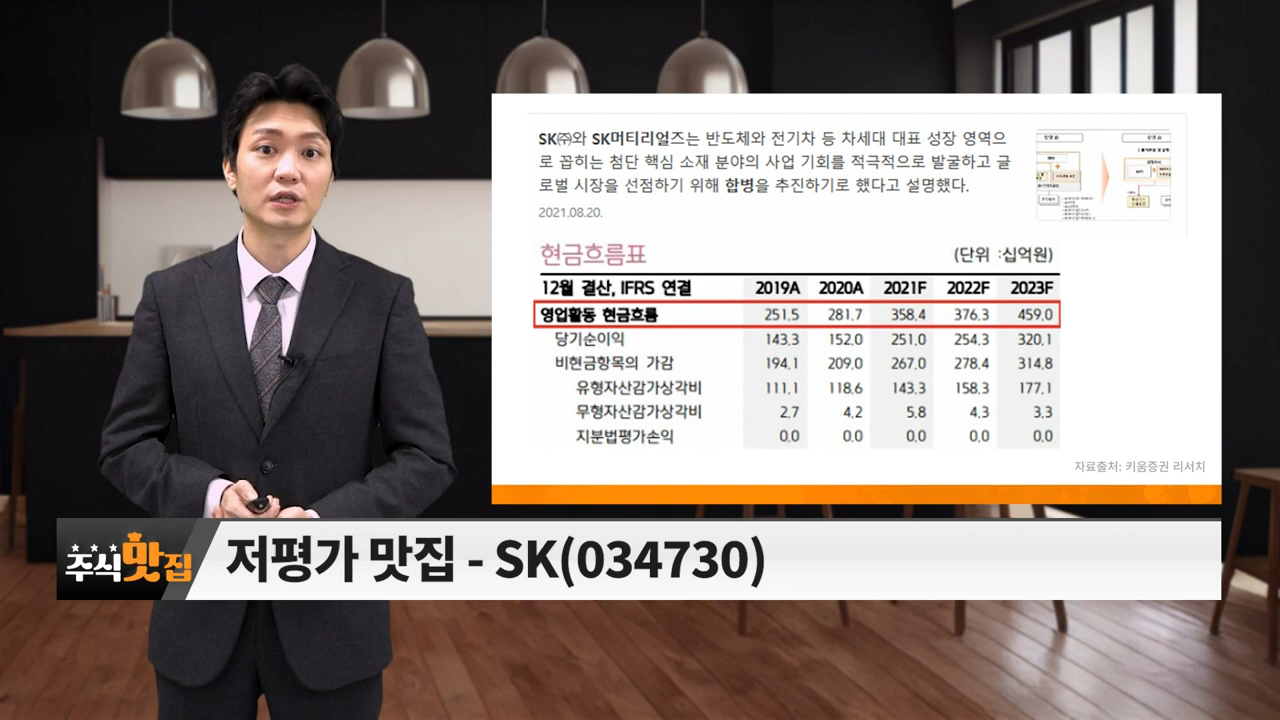 SK㈜와 SK머티리얼즈는 반도체와 전기차 등 차세대 대표 성장 영역으
로 꼽히는 첨단 핵심 소재 분야의 사업 기회를 적극적으로 발굴하고 글
로벌 시장을 선점하기 위해 합병을 추진하기로 했다고 설명했다.
2021.08.20.
현금흐름표 (단위 :십억원)
12월 결산, IFRS 연결 2019A 2020A 2021F 2022F 2023F
영업활동 현금흐름 251.5 281.7 358.4 376.3 459.0
당기순이익 143.3 152.0 251.0 254.3 320.1
비현금항목의 가감 194.1 209.0 267.0 278.4 314.8
유형자산감가상각비 111.1 118.6 143.3 158.3 177.1
무형자산감가상각비 2.7 4.2 5.8 4.3 3.3
지분법평가손익 0.0 0.0 0.0 0.0 0.0
자료출처: 키움증권 리서치
주식맛집
저평가 맛집 - SK(034730)